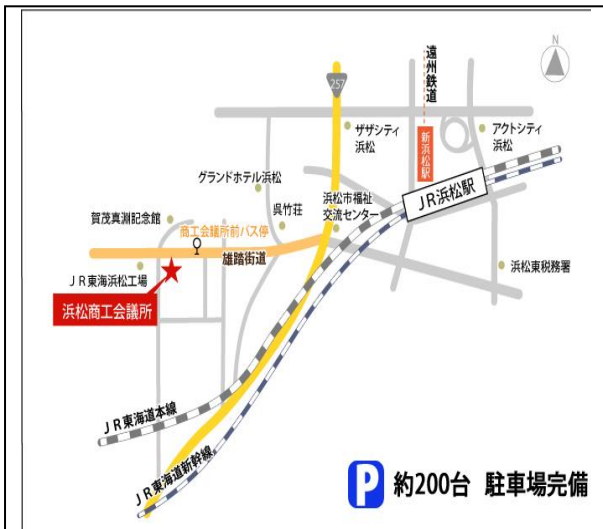 N
257
遠州鉄道
新浜松駅
ザザシティ
浜松
アクトシティ
浜松
グランドホテル浜松
JR浜松駅
呉竹荘
浜松市福祉
交流センター
賀茂真渕記念館
商工会議所前バス停
雄踏街道
浜松東税務署
JR東海浜松工場
浜松商工会議所
JR東海道本線
JR東海道新幹線
P 約200台 駐車場完備